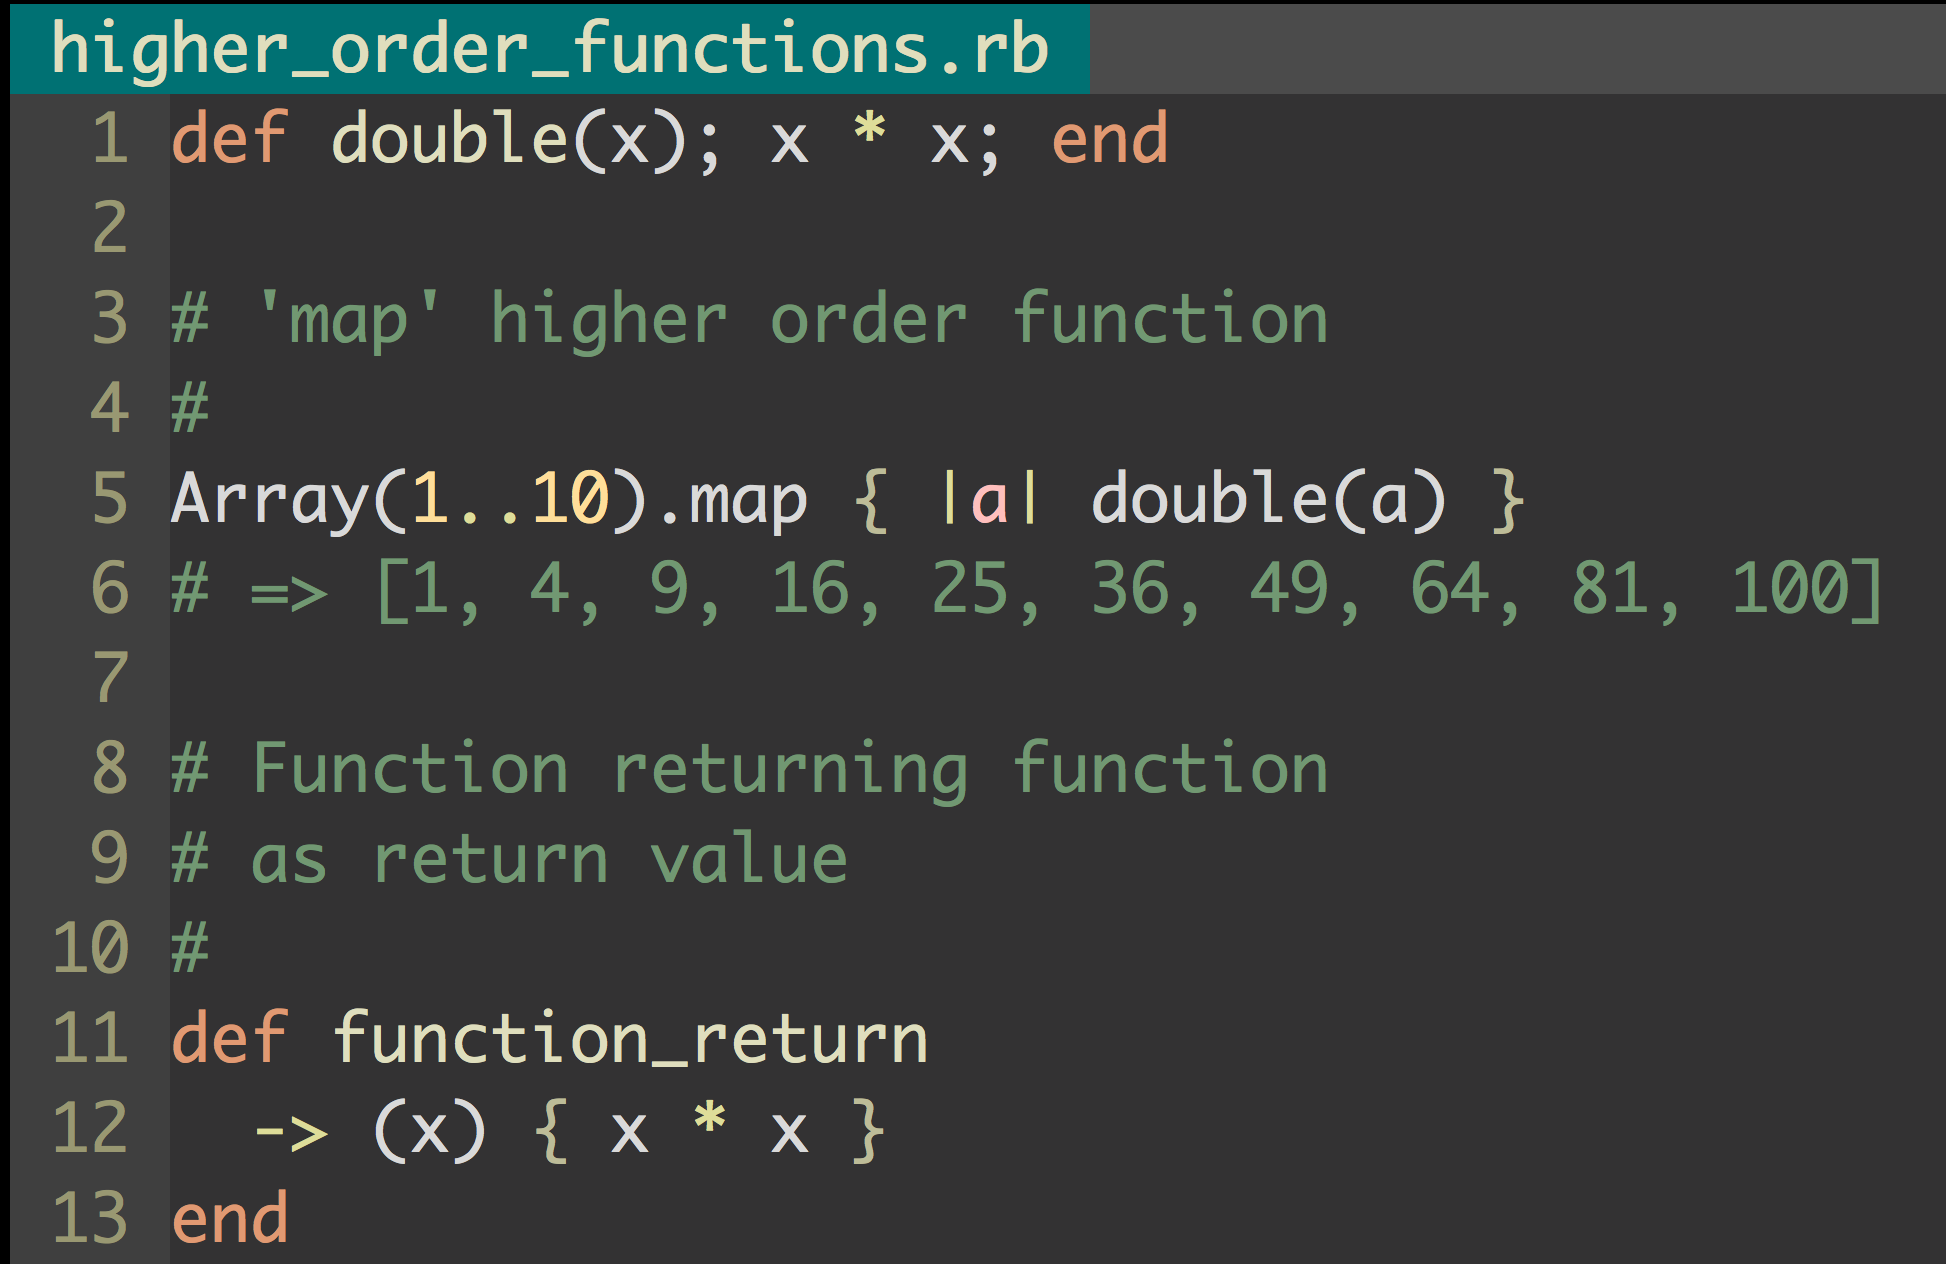 higher_order_functions.rb
1 def double(x); x * x; end
2
3 # 'map' higher order function
4 #
5 Array(1..10).map { |a| double(a) }
6 # => [1, 4, 9, 16, 25, 36, 49, 64, 81, 100]
7
8 # Function returning function
9 # as return value
10 #
11 def function_return
12   -> (x) { x * x }
13 end